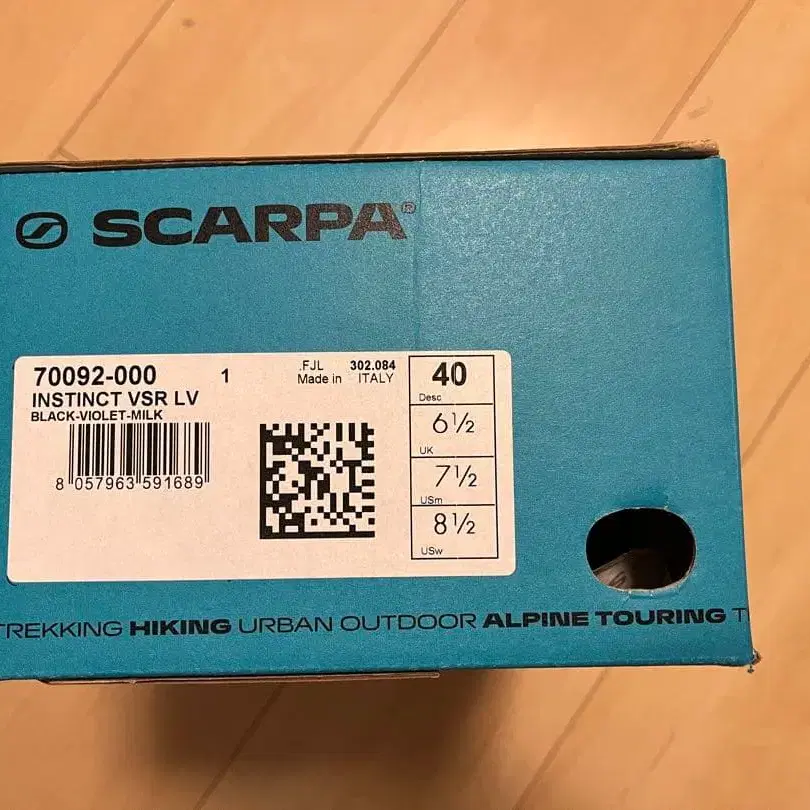 SCARPA®
70092-000 1 .FJL 302.084
Made in ITALY
INSTINCT VSR LV
BLACK-VIOLET-MILK
8 057963 591689
40
Desc
6½
UK
7½
USm
8½
USw
TREKKING HIKING URBAN OUTDOOR ALPINE TOURING T